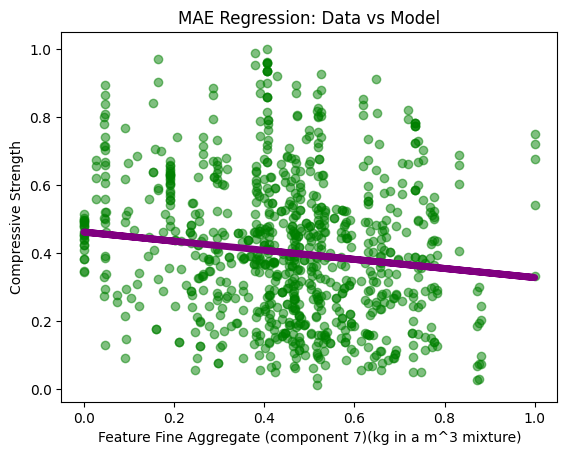 MAE Regression: Data vs Model
Compressive Strength
1.0
0.8
0.6
0.4
0.2
0.0
0.0 0.2 0.4 0.6 0.8 1.0
Feature Fine Aggregate (component 7)(kg in a m^3 mixture)